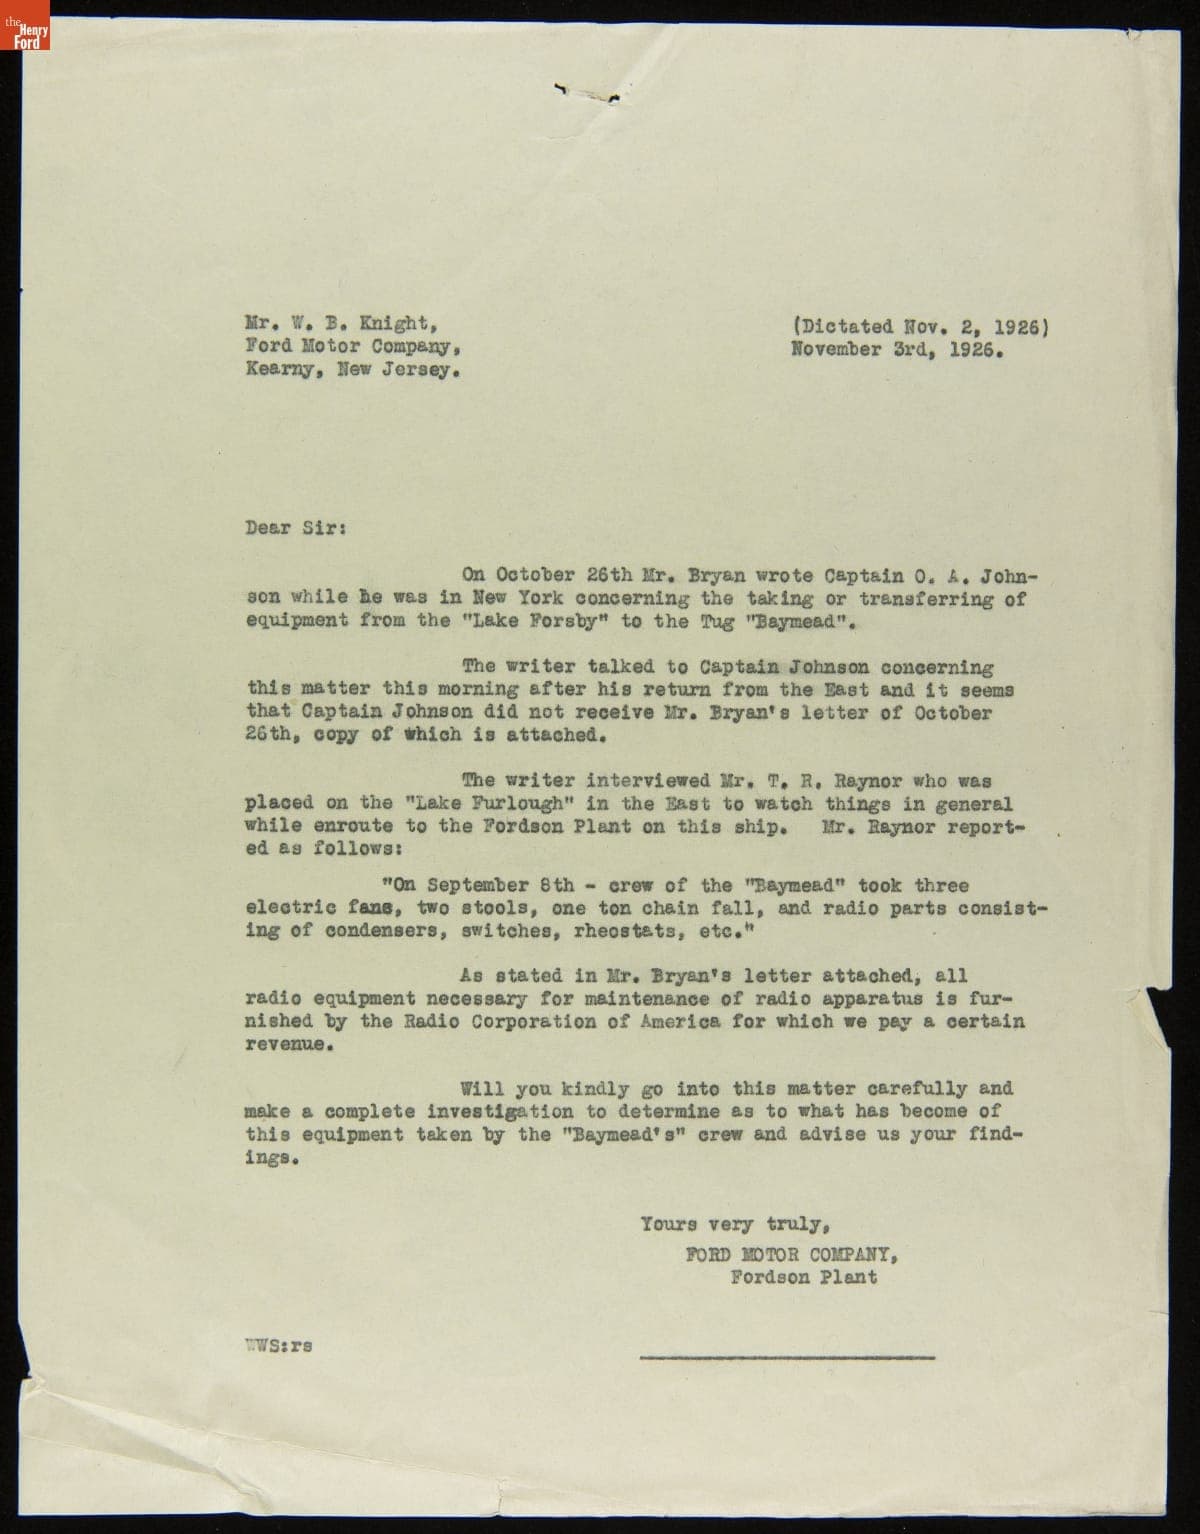 the
Henry
Ford
Mr. W. B. Knight,
Ford Motor Company,
Kearny, New Jersey.
(Dictated Nov. 2, 1926)
November 3rd, 1926.
Dear Sir:
On October 26th Mr. Bryan wrote Captain O. A. John-
son while he was in New York concerning the taking or transferring of
equipment from the "Lake Forsby" to the Tug "Baymead".
The writer talked to Captain Johnson concerning
this matter this morning after his return from the East and it seems
that Captain Johnson did not receive Mr. Bryan's letter of October
26th, copy of which is attached.
The writer interviewed Mr. T. R. Raynor who was
placed on the "Lake Furlough" in the East to watch things in general
while enroute to the Fordson Plant on this ship. Mr. Raynor report-
ed as follows:
"On September 8th - crew of the "Baymead" took three
electric fans, two stools, one ton chain fall, and radio parts consist-
ing of condensers, switches, rheostats, etc."
As stated in Mr. Bryan's letter attached, all
radio equipment necessary for maintenance of radio apparatus is fur-
nished by the Radio Corporation of America for which we pay a certain
revenue.
Will you kindly go into this matter carefully and
make a complete investigation to determine as to what has become of
this equipment taken by the "Baymead's" crew and advise us your find-
ings.
Yours very truly,
FORD MOTOR COMPANY,
Fordson Plant
WWS:rs